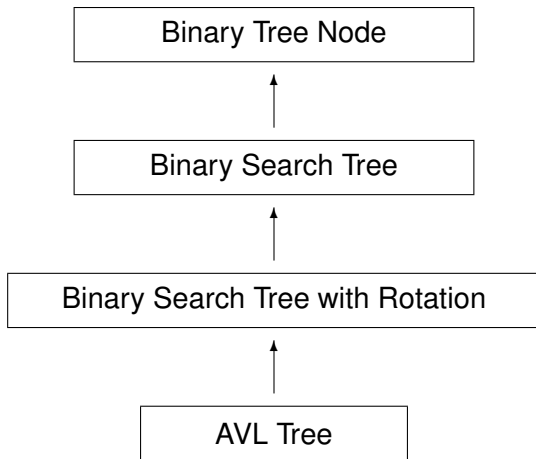 Binary Tree Node
Binary Search Tree
Binary Search Tree with Rotation
AVL Tree